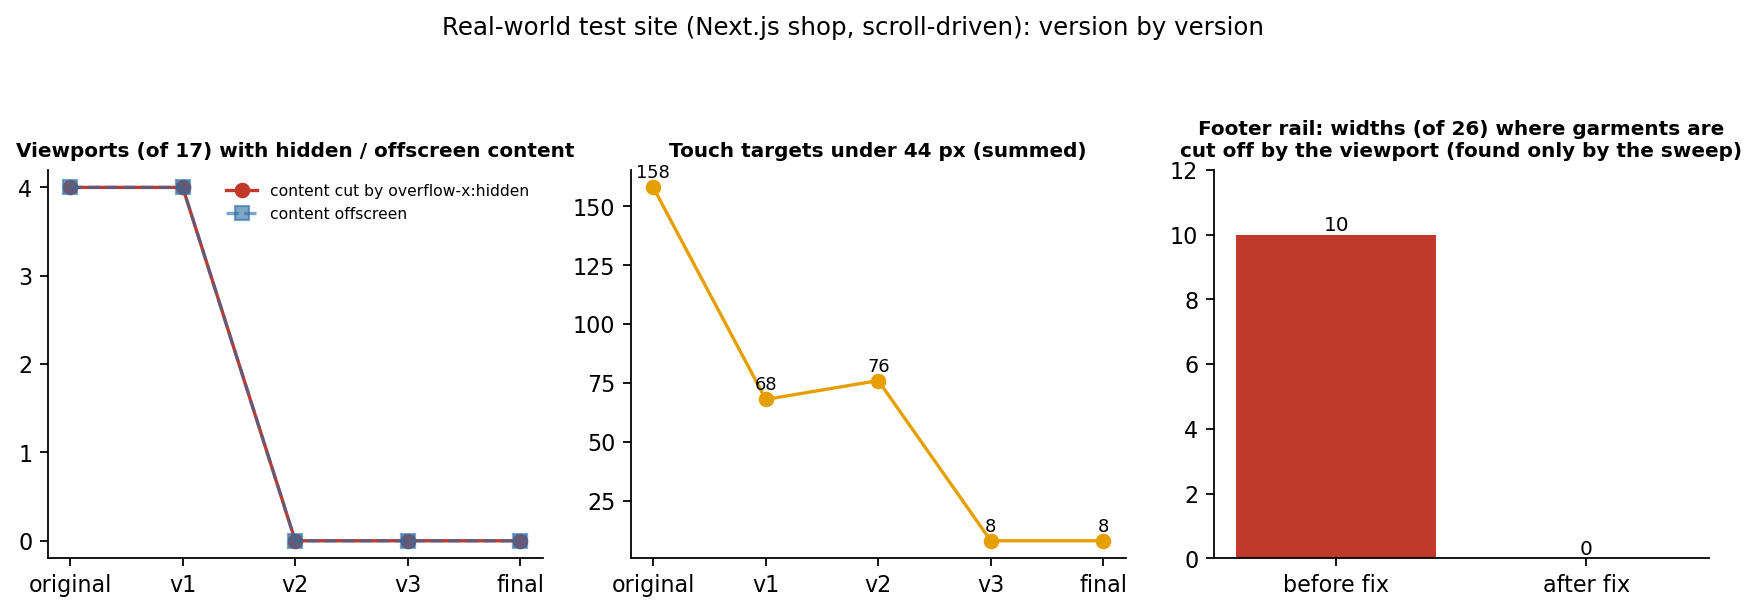 Real-world test site (Next.js shop, scroll-driven): version by version
Viewports (of 17) with hidden / offscreen content
4
3
2
1
0
content cut by overflow-x:hidden
content offscreen
original v1 v2 v3 final
Touch targets under 44 px (summed)
150
125
100
75
50
25
158
68
76
8
8
original v1 v2 v3 final
Footer rail: widths (of 26) where garments are
cut off by the viewport (found only by the sweep)
12
10
8
6
4
2
0
10
0
before fix after fix